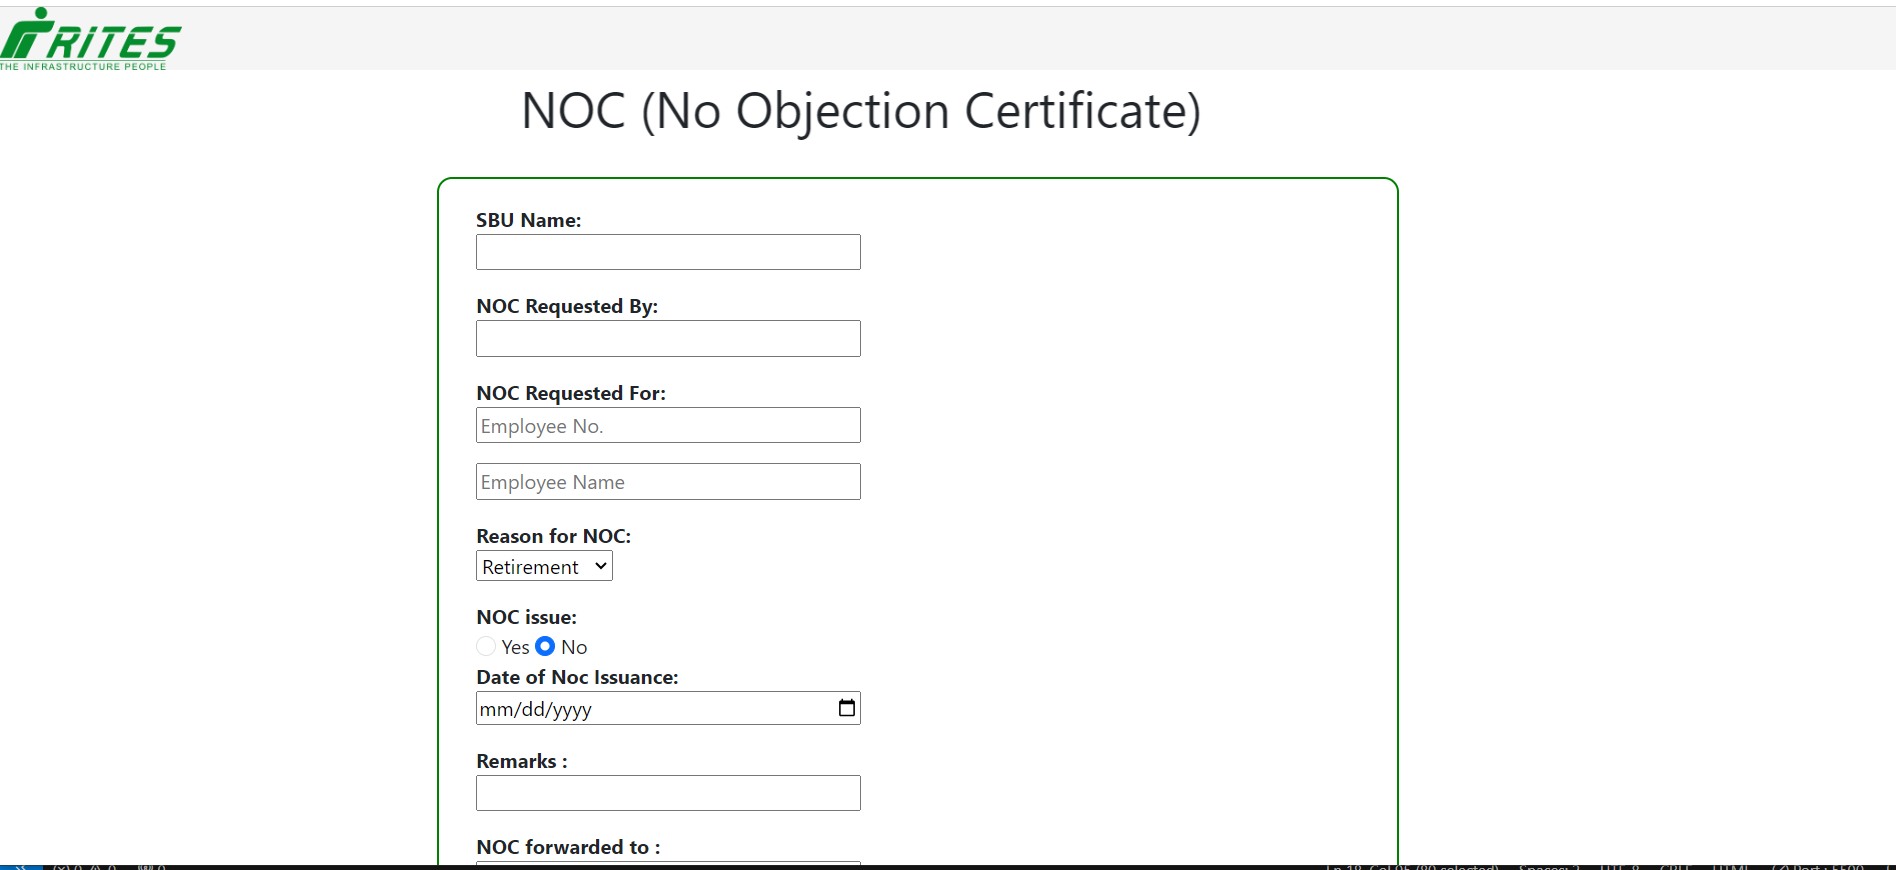 RITES
THE INFRASTRUCTURE PEOPLE
NOC (No Objection Certificate)
SBU Name:
NOC Requested By:
NOC Requested For:
Employee No.
Employee Name
Reason for NOC:
Retirement
NOC issue:
Yes No
Date of Noc Issuance:
mm/dd/yyyy
Remarks :
NOC forwarded to :